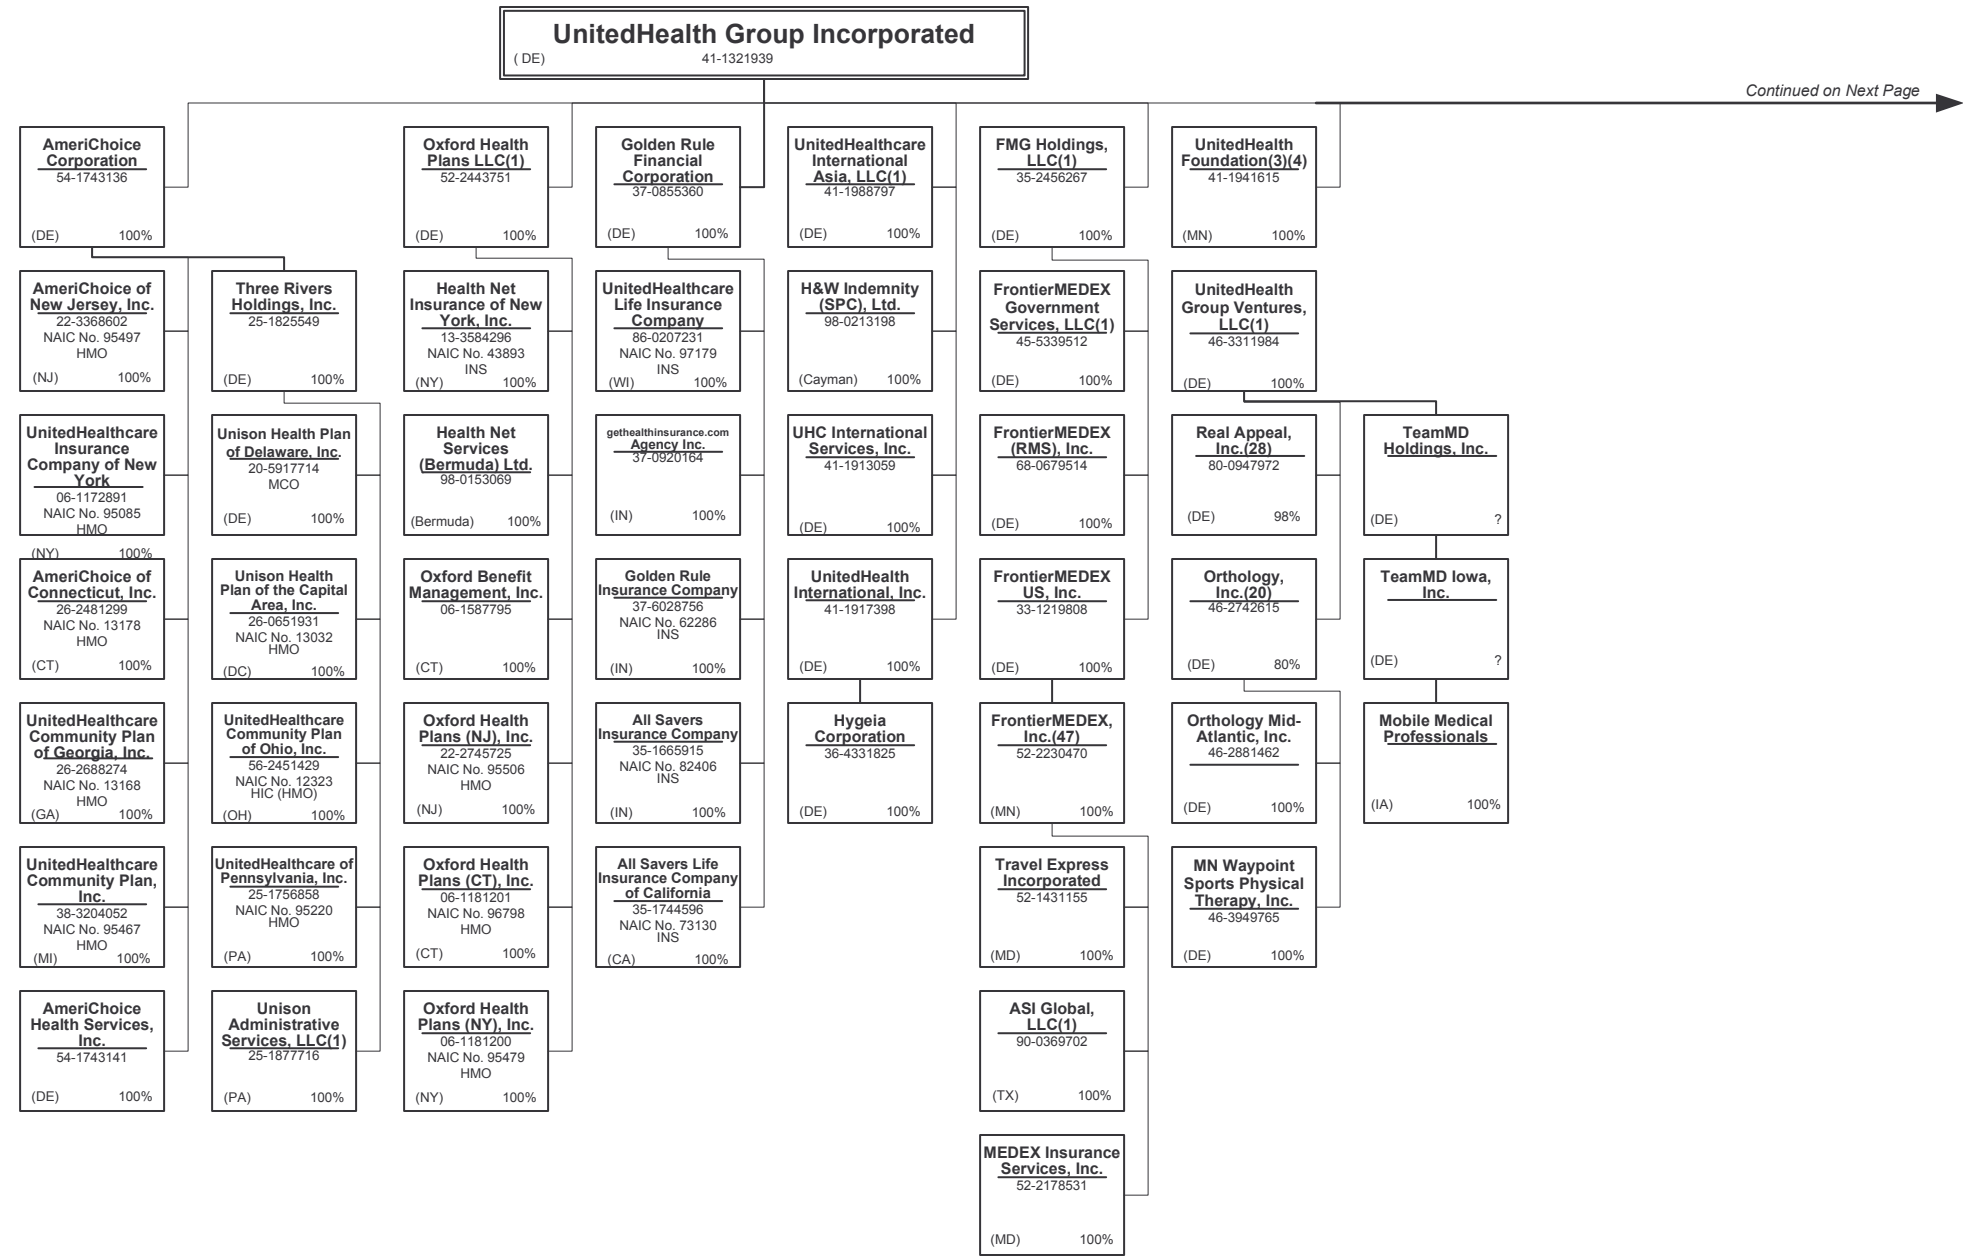 UnitedHealth Group Incorporated
( DE)
41-1321939
Continued on Next Page
AmeriChoice
Corporation
54-1743136
(DE)
100%
AmeriChoice of
New Jersey, Inc.
22-3368602
NAIC No. 95497
HMO
(NJ)
100%
UnitedHealthcare
Insurance
Company of New
York
06-1172891
NAIC No. 95085
HMO
(NY)
100%
AmeriChoice of
Connecticut, Inc.
26-2481299
NAIC No. 13178
HMO
(CT)
100%
UnitedHealthcare
Community Plan
of Georgia, Inc.
26-2688274
NAIC No. 13168
HMO
(GA)
100%
UnitedHealthcare
Community Plan,
Inc.
38-3204052
NAIC No. 95467
HMO
(MI)
100%
AmeriChoice
Health Services,
Inc.
54-1743141
(DE)
100%
Three Rivers
Holdings, Inc.
25-1825549
(DE)
100%
Unison Health Plan
of Delaware, Inc.
20-5917714
MCO
(DE)
100%
Unison Health
Plan of the Capital
Area, Inc.
26-0651931
NAIC No. 13032
HMO
(DC)
100%
UnitedHealthcare
Community Plan
of Ohio, Inc.
56-2451429
NAIC No. 12323
HIC (HMO)
(OH)
100%
UnitedHealthcare of
Pennsylvania, Inc.
25-1756858
NAIC No. 95220
HMO
(PA)
100%
Unison
Administrative
Services, LLC(1)
25-1877716
(PA)
100%
Oxford Health
Plans LLC(1)
52-2443751
(DE)
100%
Health Net
Insurance of New
York, Inc.
13-3584296
NAIC No. 43893
INS
(NY)
100%
Health Net
Services
(Bermuda) Ltd.
98-0153069
(Bermuda)
100%
Oxford Benefit
Management, Inc.
06-1587795
(CT)
100%
Oxford Health
Plans (NJ), Inc.
22-2745725
NAIC No. 95506
HMO
(NJ)
100%
Oxford Health
Plans (CT), Inc.
06-1181201
NAIC No. 96798
HMO
(CT)
100%
Oxford Health
Plans (NY), Inc.
06-1181200
NAIC No. 95479
HMO
(NY)
100%
Golden Rule
Financial
Corporation
37-0855360
(DE)
100%
UnitedHealthcare
Life Insurance
Company
86-0207231
NAIC No. 97179
INS
(WI)
100%
gethealthinsurance.com
Agency Inc.
37-0920164
(IN)
100%
Golden Rule
Insurance Company
37-6028756
NAIC No. 62286
INS
(IN)
100%
All Savers
Insurance Company
35-1665915
NAIC No. 82406
INS
(IN)
100%
All Savers Life
Insurance Company
of California
35-1744596
NAIC No. 73130
INS
(CA)
100%
UnitedHealthcare
International
Asia, LLC(1)
41-1988797
(DE)
100%
H&W Indemnity
(SPC), Ltd.
98-0213198
(Cayman)
100%
UHC International
Services, Inc.
41-1913059
(DE)
100%
UnitedHealth
International, Inc.
41-1917398
(DE)
100%
Hygeia
Corporation
36-4331825
(DE)
100%
FMG Holdings,
LLC(1)
35-2456267
(DE)
100%
FrontierMEDEX
Government
Services, LLC(1)
45-5339512
(DE)
100%
FrontierMEDEX
(RMS), Inc.
68-0679514
(DE)
100%
FrontierMEDEX
US, Inc.
33-1219808
(DE)
100%
FrontierMEDEX,
Inc.(47)
52-2230470
(MN)
100%
Travel Express
Incorporated
52-1431155
(MD)
100%
ASI Global,
LLC(1)
90-0369702
(TX)
100%
MEDEX Insurance
Services, Inc.
52-2178531
(MD)
100%
UnitedHealth
Foundation(3)(4)
41-1941615
(MN)
100%
UnitedHealth
Group Ventures,
LLC(1)
46-3311984
(DE)
100%
Real Appeal,
Inc.(28)
80-0947972
(DE)
98%
Orthology,
Inc.(20)
46-2742615
(DE)
80%
Orthology Mid-
Atlantic, Inc.
46-2881462
(DE)
100%
MN Waypoint
Sports Physical
Therapy, Inc.
46-3949765
(DE)
100%
TeamMD
Holdings, Inc.
(DE)
?
TeamMD Iowa,
Inc.
(DE)
?
Mobile Medical
Professionals
(IA)
100%